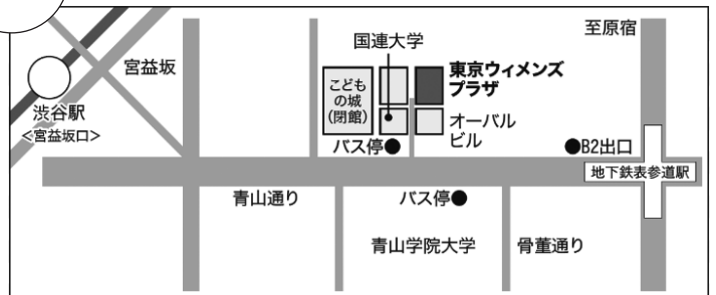 宮益坂
渋谷駅
<宮益坂口>
国連大学
こども
の城
(閉館)
東京ウィメンズ
プラザ
オーバル
ビル
バス停
至原宿
B2出口
地下鉄表参道駅
青山通り
バス停
青山学院大学
骨董通り